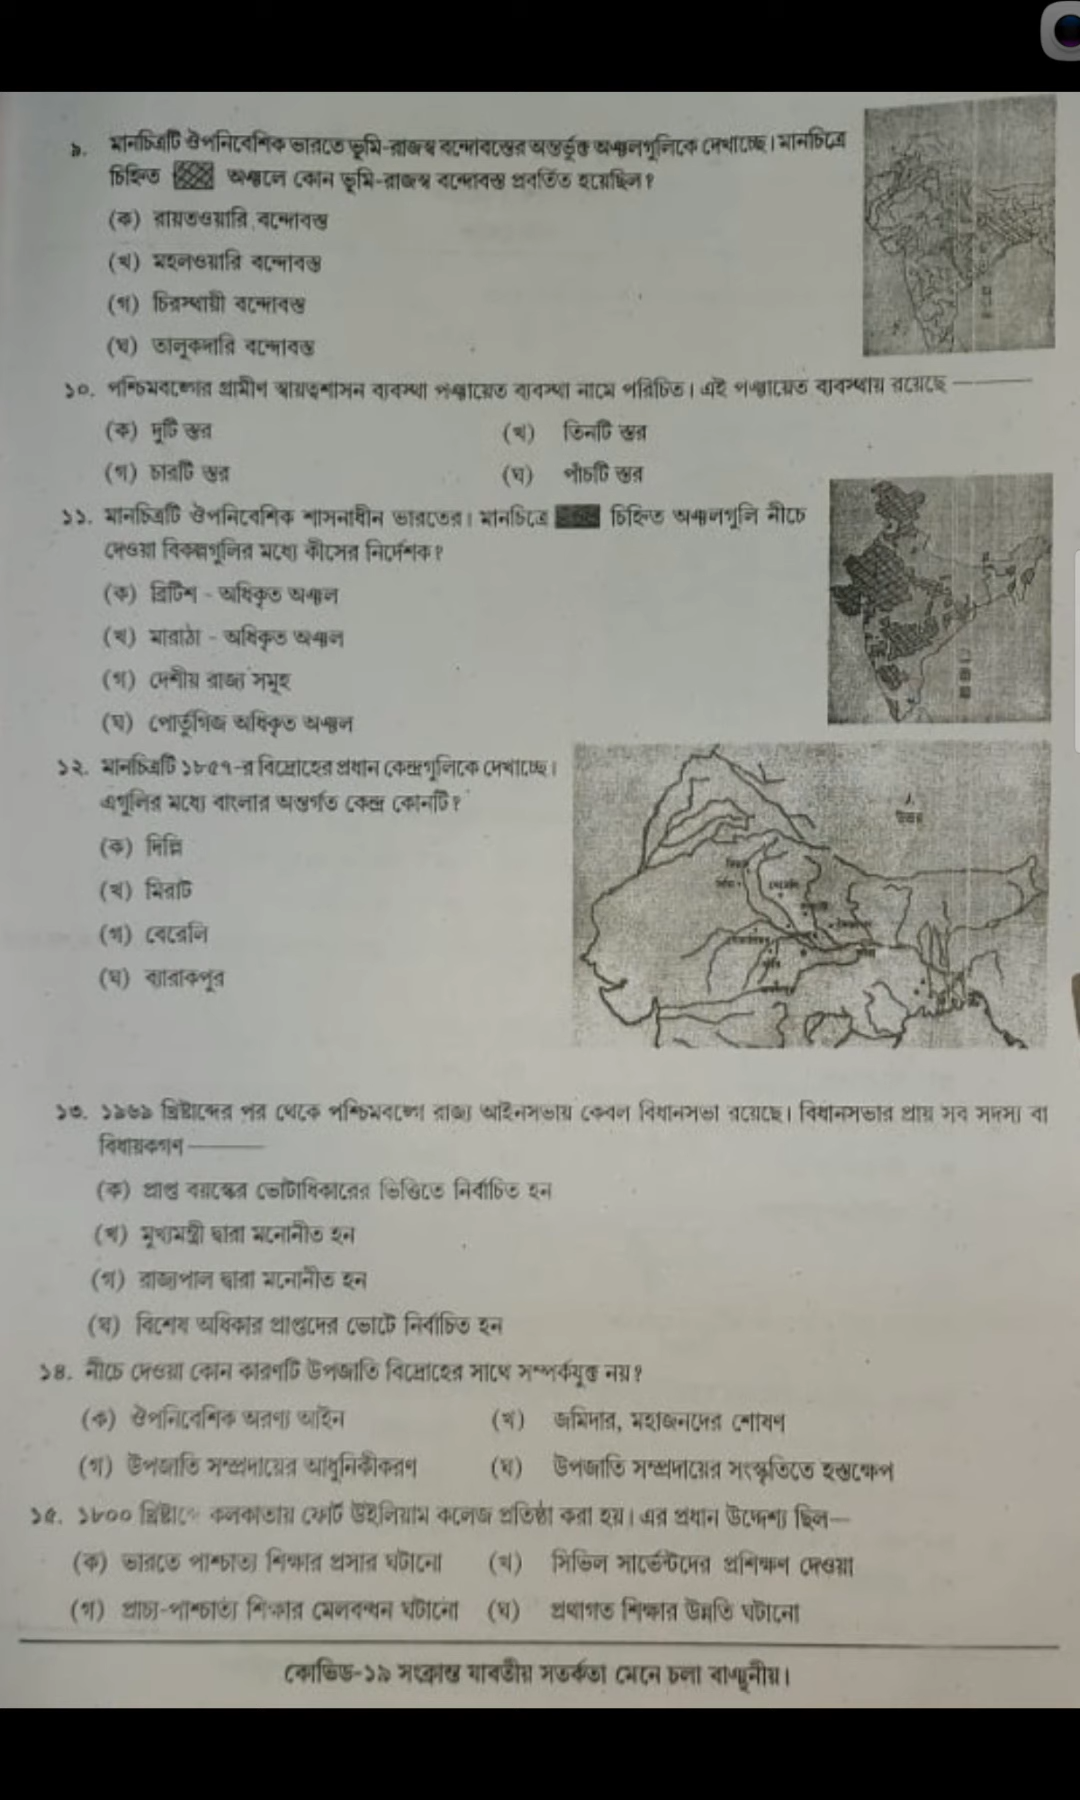 ৯. মানচিত্রটি ঔপনিবেশিক ভারতে ভূমি-রাজস্ব বন্দোবস্তের অন্তর্ভুক্ত অঞ্চলগুলিকে দেখাচ্ছে। মানচিত্রে
চিহ্নিত অঞ্চলে কোন ভূমি-রাজস্ব বন্দোবস্ত প্রবর্তিত হয়েছিল?
(ক) রায়তওয়ারি বন্দোবস্ত
(খ) মহলওয়ারি বন্দোবস্ত
(গ) চিরস্থায়ী বন্দোবস্ত
(ঘ) তালুকদারি বন্দোবস্ত
১০. পশ্চিমবঙ্গের গ্রামীণ স্বায়ত্বশাসন ব্যবস্থা পঞ্চায়েত ব্যবস্থা নামে পরিচিত। এই পঞ্চায়েত ব্যবস্থায় রয়েছে ———
(ক) দুটি স্তর (খ) তিনটি স্তর
(গ) চারটি স্তর (ঘ) পাঁচটি স্তর
১১. মানচিত্রটি ঔপনিবেশিক শাসনাধীন ভারতের। মানচিত্রে চিহ্নিত অঞ্চলগুলি নীচে
দেওয়া বিকল্পগুলির মধ্যে কীসের নির্দেশক?
(ক) ব্রিটিশ - অধিকৃত অঞ্চল
(খ) মারাঠা - অধিকৃত অঞ্চল
(গ) দেশীয় রাজ্য সমূহ
(ঘ) পোর্তুগিজ অধিকৃত অঞ্চল
১২. মানচিত্রটি ১৮৫৭-র বিদ্রোহের প্রধান কেন্দ্রগুলিকে দেখাচ্ছে।
এগুলির মধ্যে বাংলার অন্তর্গত কেন্দ্র কোনটি?
(ক) দিল্লি
(খ) মিরাট
(গ) বেরেলি
(ঘ) ব্যারাকপুর
উত্তর
১৩. ১৯৬৯ খ্রিষ্টাব্দের পর থেকে পশ্চিমবঙ্গে রাজ্য আইনসভায় কেবল বিধানসভা রয়েছে। বিধানসভার প্রায় সব সদস্য বা
বিধায়কগণ ———
(ক) প্রাপ্ত বয়স্কের ভোটাধিকারের ভিত্তিতে নির্বাচিত হন
(খ) মুখ্যমন্ত্রী দ্বারা মনোনীত হন
(গ) রাজ্যপাল দ্বারা মনোনীত হন
(ঘ) বিশেষ অধিকার প্রাপ্তদের ভোটে নির্বাচিত হন
১৪. নীচে দেওয়া কোন কারণটি উপজাতি বিদ্রোহের সাথে সম্পর্কযুক্ত নয়?
(ক) ঔপনিবেশিক অরণ্য আইন (খ) জমিদার, মহাজনদের শোষণ
(গ) উপজাতি সম্প্রদায়ের আধুনিকীকরণ (ঘ) উপজাতি সম্প্রদায়ের সংস্কৃতিতে হস্তক্ষেপ
১৫. ১৮০০ খ্রিষ্টাব্দে কলকাতায় ফোর্ট উইলিয়াম কলেজ প্রতিষ্ঠা করা হয়। এর প্রধান উদ্দেশ্য ছিল—
(ক) ভারতে পাশ্চাত্য শিক্ষার প্রসার ঘটানো (খ) সিভিল সার্ভেন্টদের প্রশিক্ষণ দেওয়া
(গ) প্রাচ্য-পাশ্চাত্য শিক্ষার মেলবন্ধন ঘটানো (ঘ) প্রথাগত শিক্ষার উন্নতি ঘটানো
কোভিড-১৯ সংক্রান্ত যাবতীয় সতর্কতা মেনে চলা বাঞ্ছনীয়।